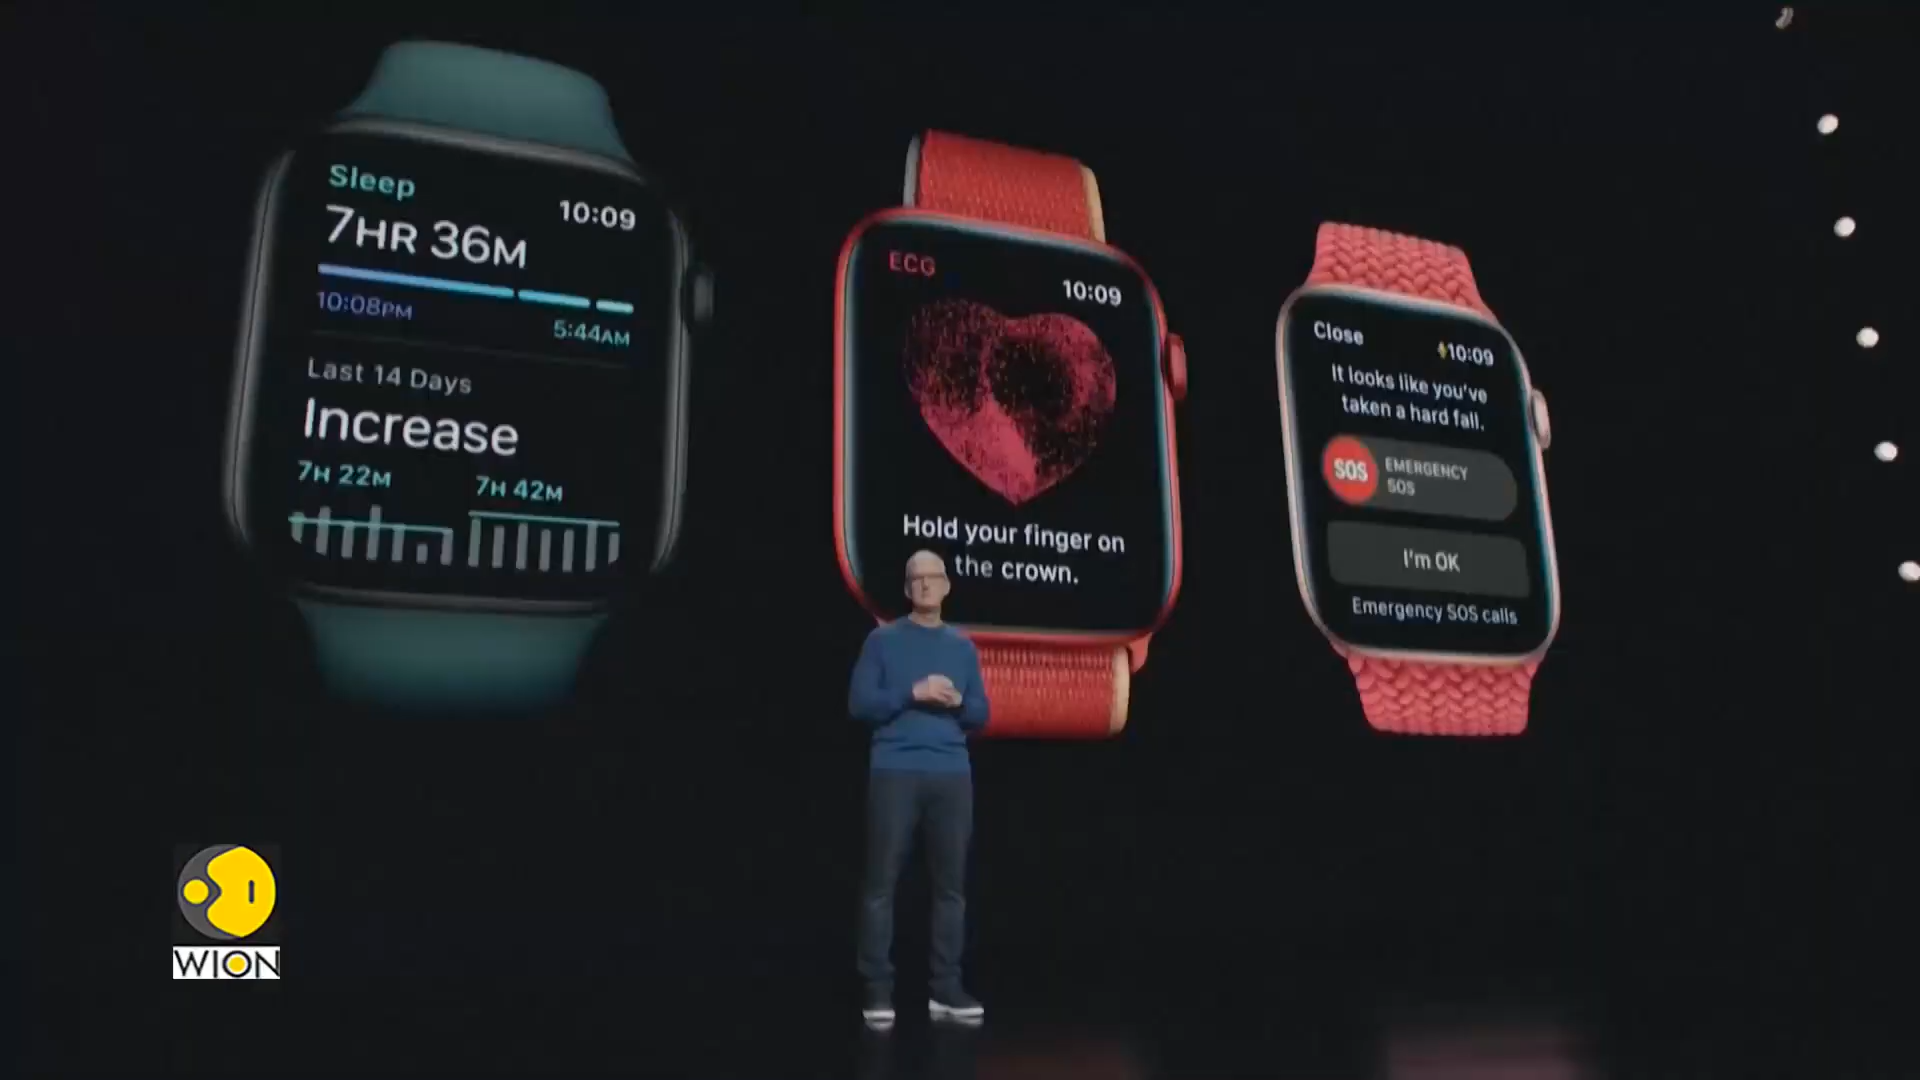 Sleep
10:09
7HR 36M
10:08PM
5:44AM
Last 14 Days
Increase
7H 22M
7H 42M
ECG
10:09
Hold your finger on
the crown.
Close
10:09
It looks like you've
taken a hard fall.
SOS
EMERGENCY
SOS
I'm OK
Emergency SOS calls
WION